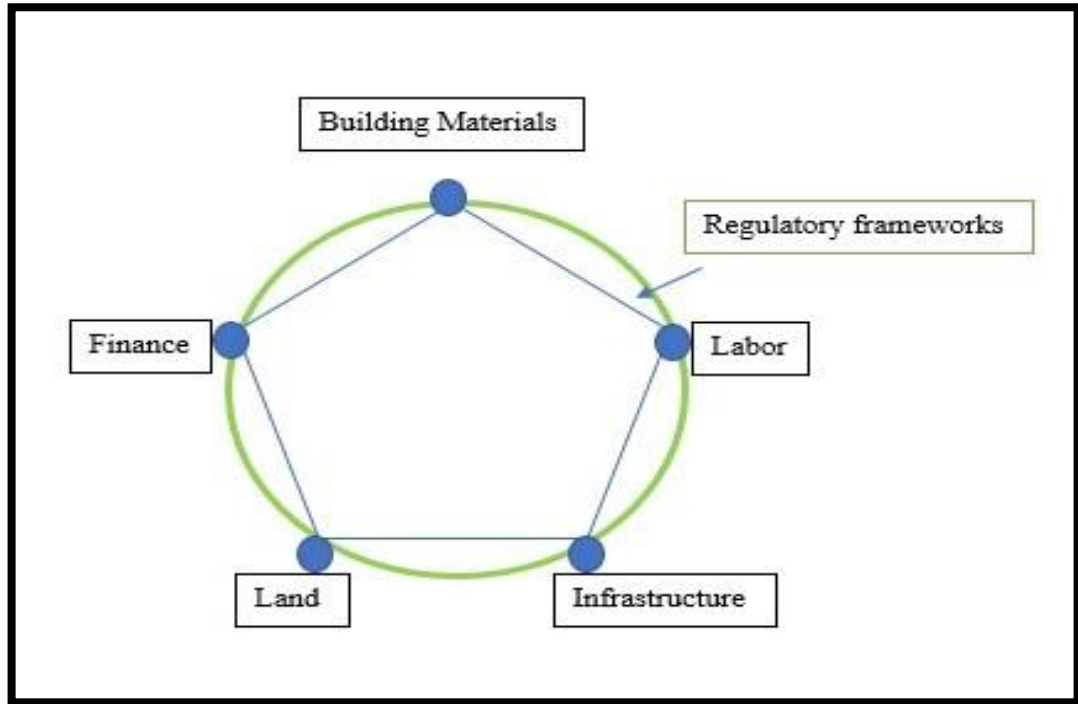 Building Materials
Regulatory frameworks
Finance
Labor
Land
Infrastructure